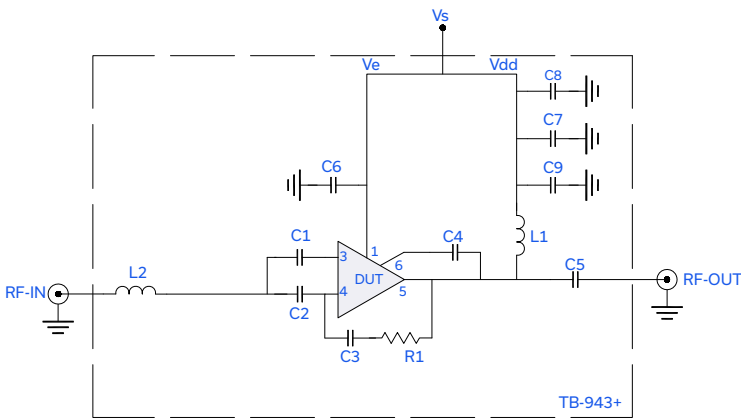 Vs
Ve
Vdd
C8
C7
C6
C9
L1
C1
3
1
C4
6
L2
DUT
C5
RF-IN
4
5
RF-OUT
C2
C3
R1
TB-943+